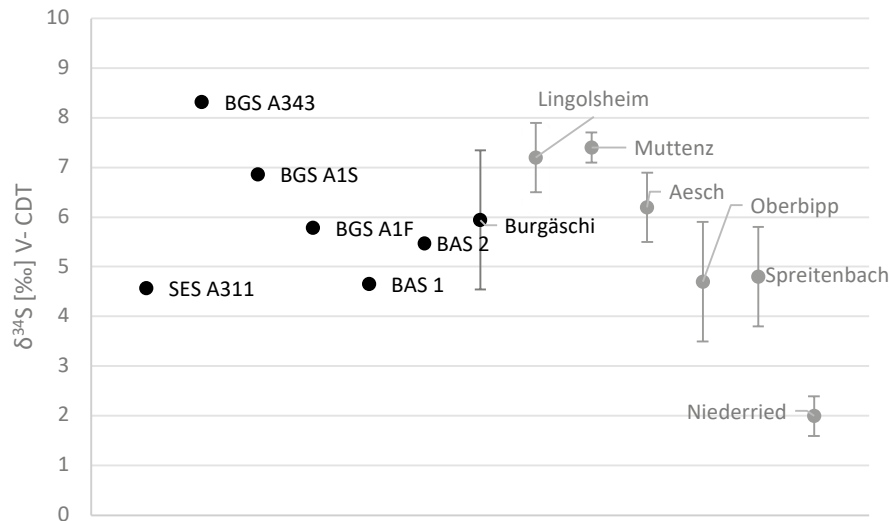 10
9
8
7
6
5
4
3
2
1
0
δ³⁴S [‰] V- CDT
BGS A343
BGS A1S
BGS A1F
SES A311
BAS 1
BAS 2
Burgäschi
Lingolsheim
Muttenz
Aesch
Oberbipp
Spreitenbach
Niederried